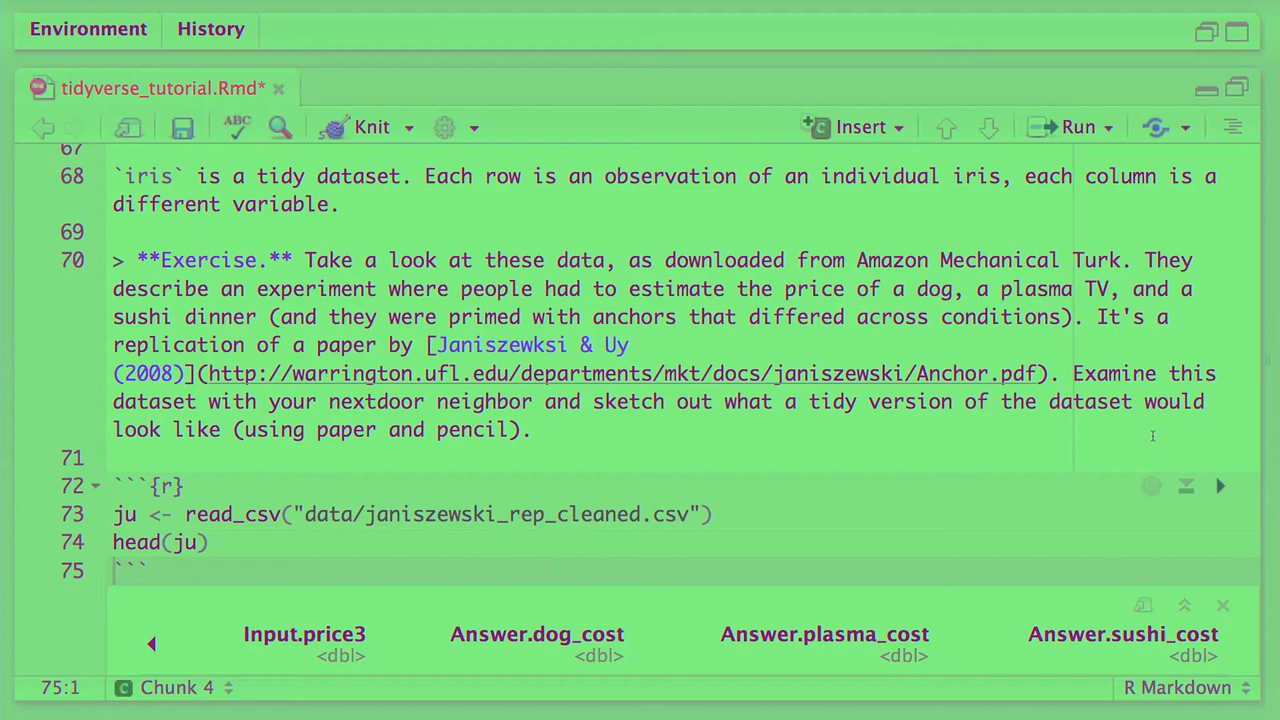 Environment History
tidyverse_tutorial.Rmd*
ABC Knit Insert Run
67
68 `iris` is a tidy dataset. Each row is an observation of an individual iris, each column is a
different variable.
69
70 > **Exercise.** Take a look at these data, as downloaded from Amazon Mechanical Turk. They
describe an experiment where people had to estimate the price of a dog, a plasma TV, and a
sushi dinner (and they were primed with anchors that differed across conditions). It's a
replication of a paper by [Janiszewksi & Uy
(2008)](http://warrington.ufl.edu/departments/mkt/docs/janiszewski/Anchor.pdf). Examine this
dataset with your nextdoor neighbor and sketch out what a tidy version of the dataset would
look like (using paper and pencil).
71
72 ```{r}
73 ju <- read_csv("data/janiszewski_rep_cleaned.csv")
74 head(ju)
75 ```
Input.price3 Answer.dog_cost Answer.plasma_cost Answer.sushi_cost
<dbl> <dbl> <dbl> <dbl>
75:1 C Chunk 4 R Markdown